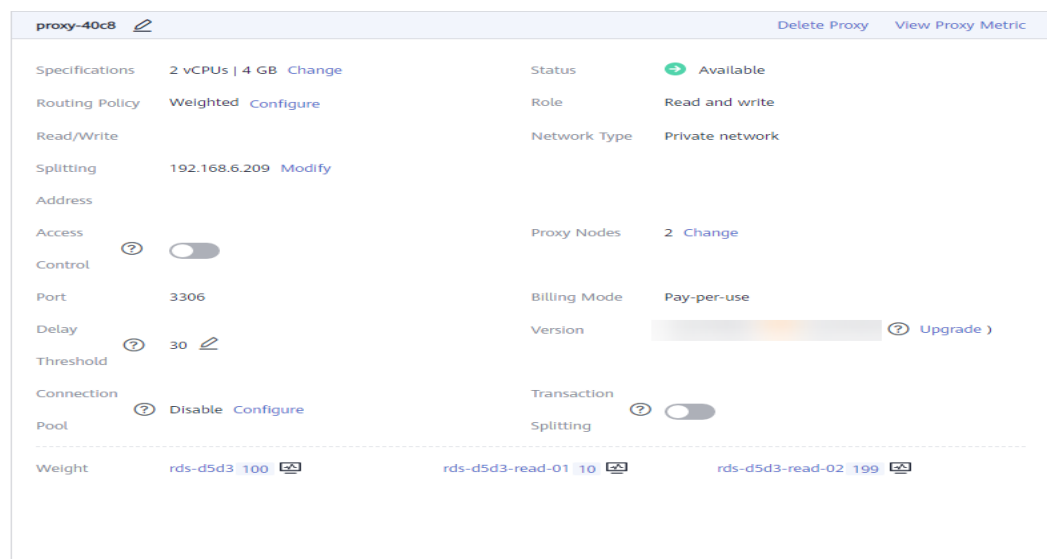 proxy-40c8 Delete Proxy View Proxy Metric
Specifications 2 vCPUs | 4 GB Change Status Available
Routing Policy Weighted Configure Role Read and write
Read/Write Network Type Private network
Splitting 192.168.6.209 Modify
Address
Access Proxy Nodes 2 Change
?
Control
Port 3306 Billing Mode Pay-per-use
Delay Version ? Upgrade )
? 30
Threshold
Connection Transaction
? Disable Configure ?
Pool Splitting
Weight rds-d5d3 100 rds-d5d3-read-01 10 rds-d5d3-read-02 199